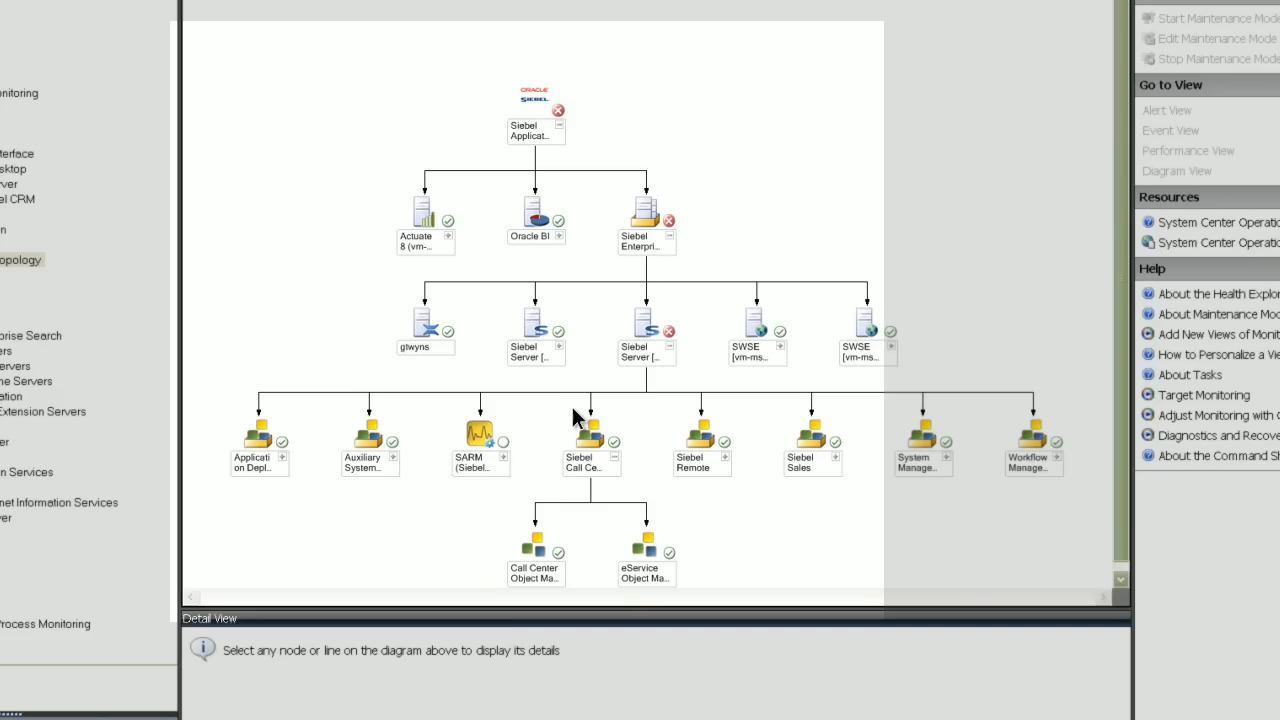 Start Maintenance Mode
Edit Maintenance Mode
Stop Maintenance Mode
Go to View
Alert View
Event View
Performance View
Diagram View
Resources
System Center Operati
System Center Operati
Help
About the Health Explo
About Maintenance Mo
Add New Views of Monit
How to Personalize a Vi
About Tasks
Target Monitoring
Adjust Monitoring with
Diagnostics and Recove
About the Command S
onitoring
terface
sktop
rver
el CRM
on
opology
prise Search
ers
ervers
ne Servers
ation
Extension Servers
er
n Services
net Information Services
ver
Process Monitoring
ORACLE
SIEBEL
Siebel
Applicat..
Actuate
8 (vm-...
Oracle BI
Siebel
Enterpri..
gtwyns
Siebel
Server [..
Siebel
Server [..
SWSE
[vm-ms...
SWSE
[vm-ms...
Applicati
on Depl..
Auxiliary
System...
SARM
(Siebel...
Siebel
Call Ce...
Siebel
Remote
Siebel
Sales
System
Manage...
Workflow
Manage...
Call Center
Object Ma...
eService
Object Ma...
Detail View
Select any node or line on the diagram above to display its details